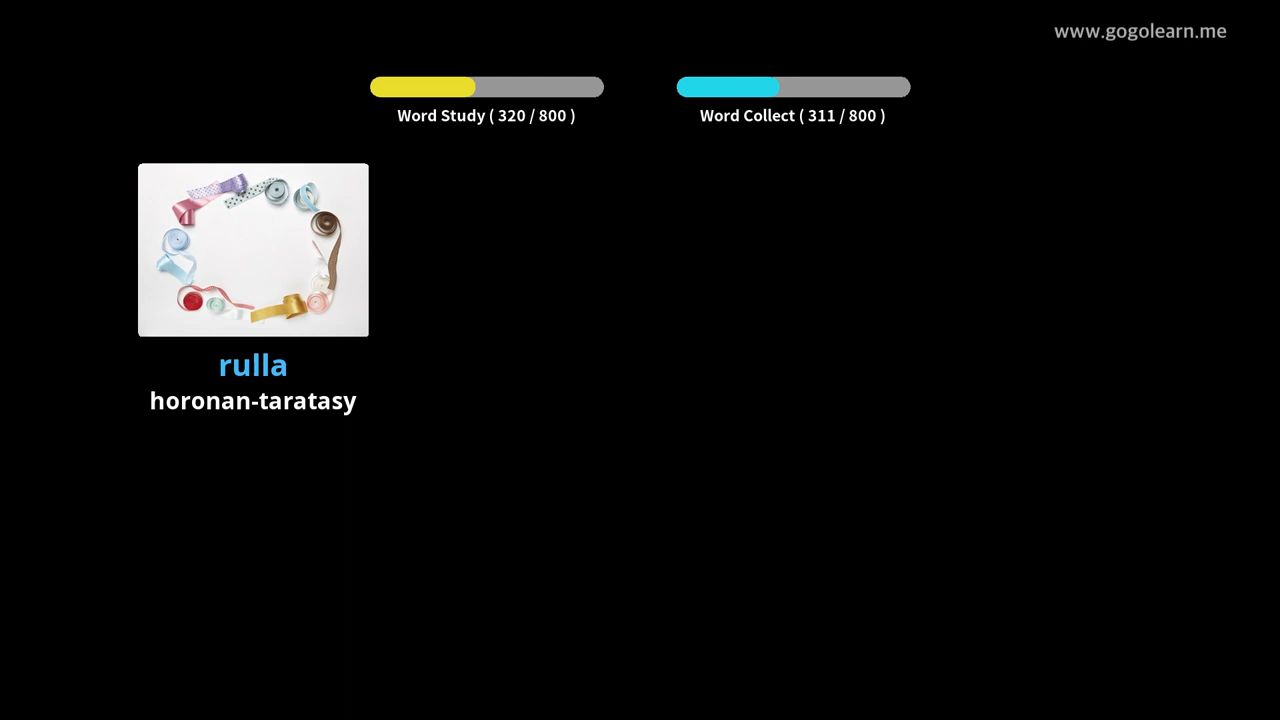 www.gogolearn.me
Word Study ( 320 / 800 )
Word Collect ( 311 / 800 )
rulla
horonan-taratasy